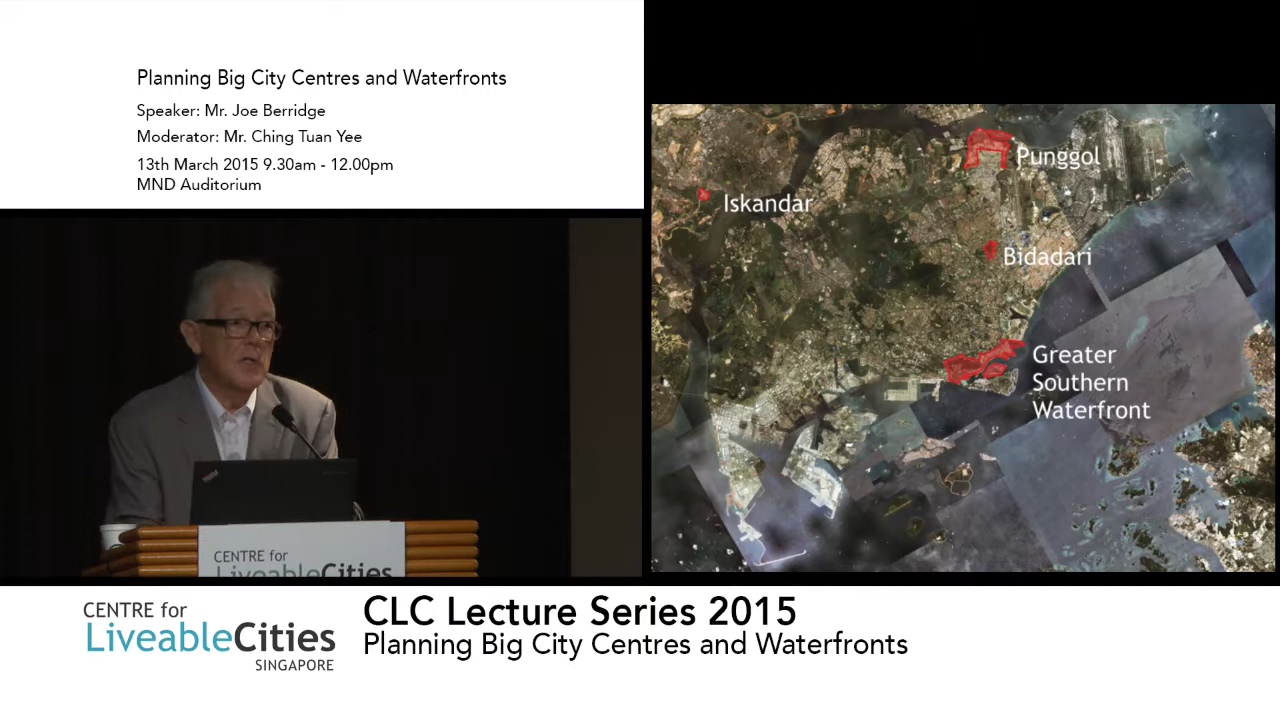 Planning Big City Centres and Waterfronts
Speaker: Mr. Joe Berridge
Moderator: Mr. Ching Tuan Yee
13th March 2015 9.30am - 12.00pm
MND Auditorium
Punggol
Iskandar
Bidadari
Greater
Southern
Waterfront
CENTRE for
LiveableCities
CENTRE for
LiveableCities
SINGAPORE
CLC Lecture Series 2015
Planning Big City Centres and Waterfronts